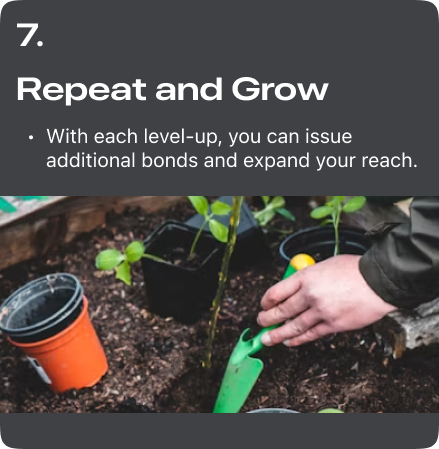 7.
Repeat and Grow
• With each level-up, you can issue
additional bonds and expand your reach.